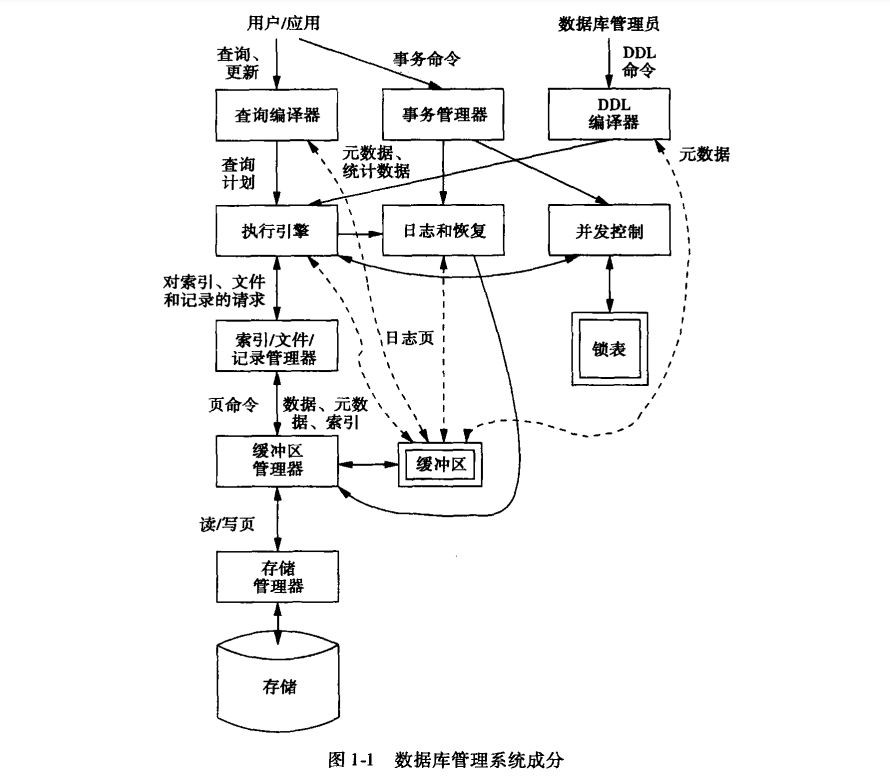 用户/应用
数据库管理员
查询、
更新
事务命令
DDL
命令
查询编译器
事务管理器
DDL
编译器
查询
计划
元数据、
统计数据
元数据
执行引擎
日志和恢复
并发控制
对索引、文件
和记录的请求
索引/文件/
记录管理器
日志页
锁表
页命令
数据、元数
据、索引
缓冲区
管理器
缓冲区
读/写页
存储
管理器
存储
图 1-1 数据库管理系统成分